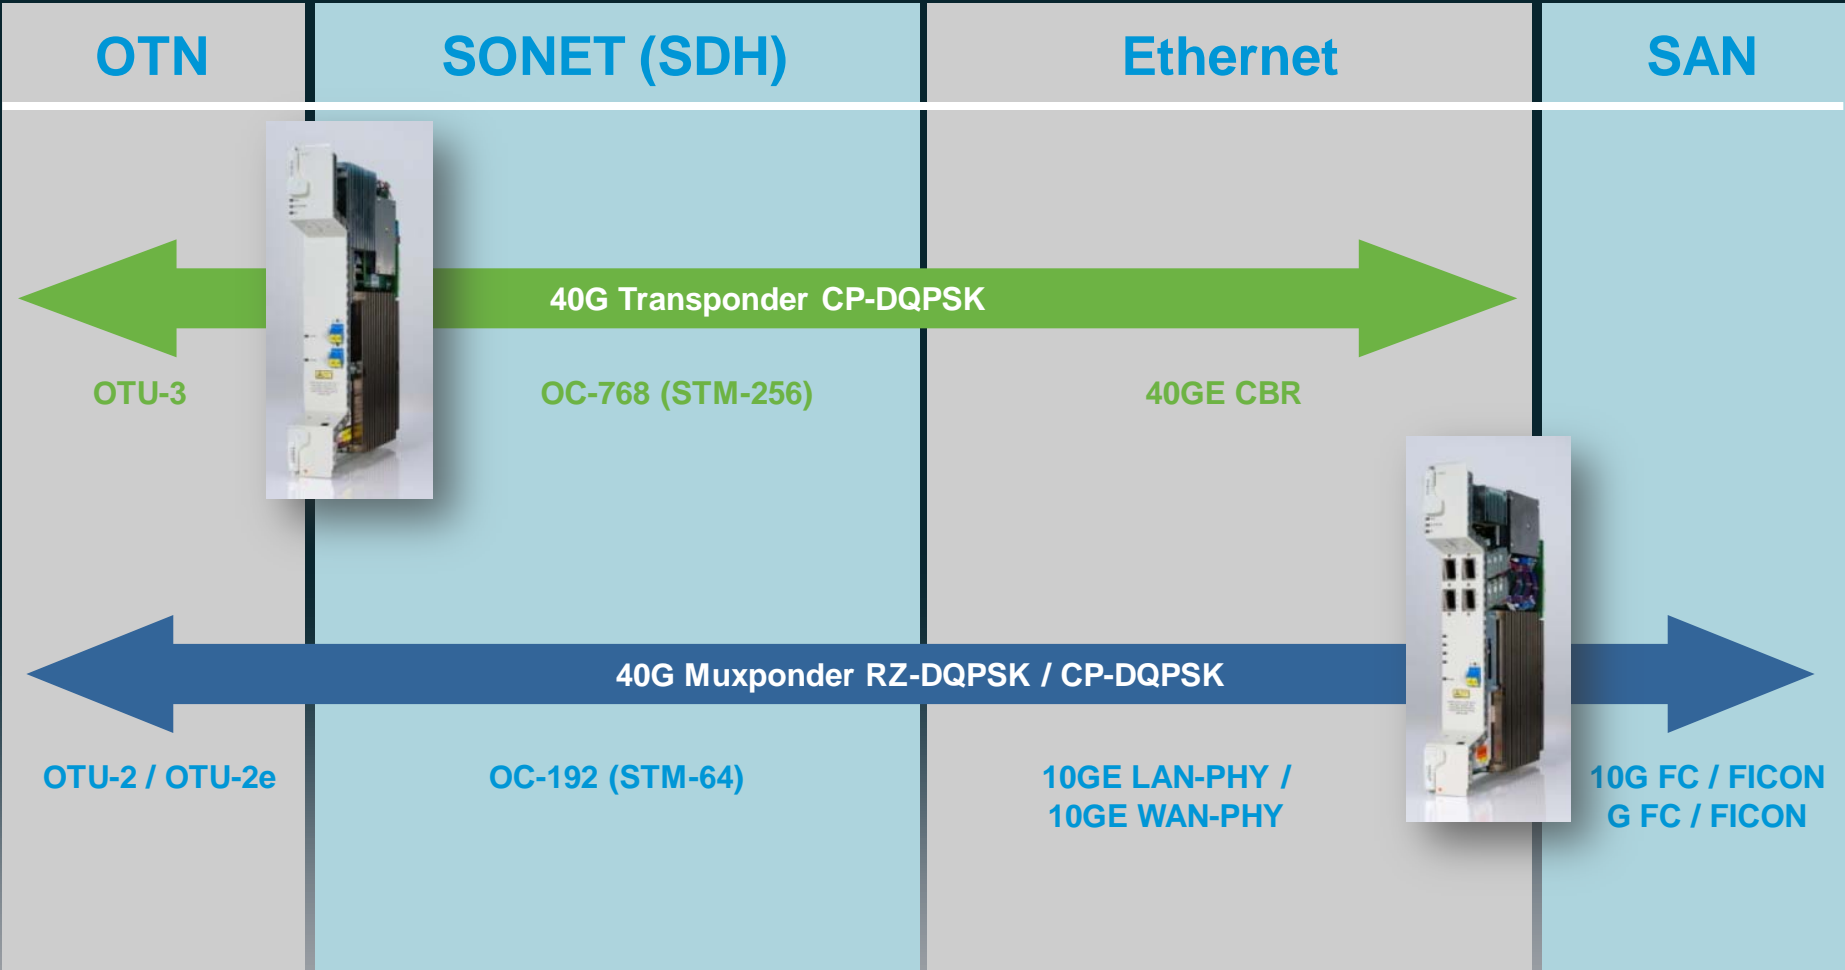 OTN
SONET (SDH)
Ethernet
SAN
40G Transponder CP-DQPSK
OTU-3
OC-768 (STM-256)
40GE CBR
40G Muxponder RZ-DQPSK / CP-DQPSK
OTU-2 / OTU-2e
OC-192 (STM-64)
10GE LAN-PHY /
10GE WAN-PHY
10G FC / FICON
G FC / FICON